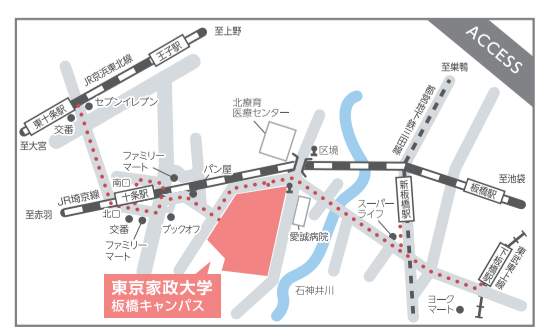 ACCESS
至上野
王子駅
JR京浜東北線
東十条駅
セブンイレブン
交番
至大宮
至巣鴨
都営地下鉄三田線
北療育
医療センター
区境
ファミリー
マート
パン屋
南口
JR埼京線
十条駅
至赤羽
北口
交番
ファミリー
マート
ブックオフ
至池袋
板橋駅
新板橋駅
スーパー
ライフ
愛誠病院
東京家政大学
板橋キャンパス
石神井川
東武東上線
下板橋駅
ヨーク
マート